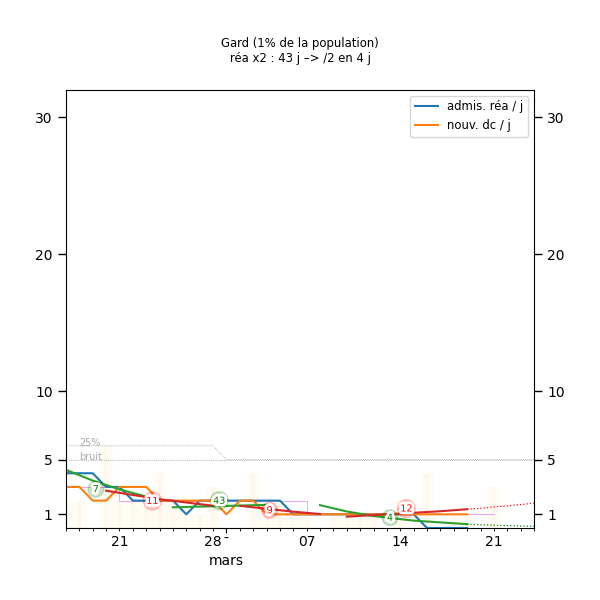 Gard (1% de la population)
réa x2 : 43 j –> /2 en 4 j
admis. réa / j
nouv. dc / j
30 30
20 20
10 10
25%
5 bruit 5
7 11 43 9 4 12
1 1
21 28 07 14 21
mars